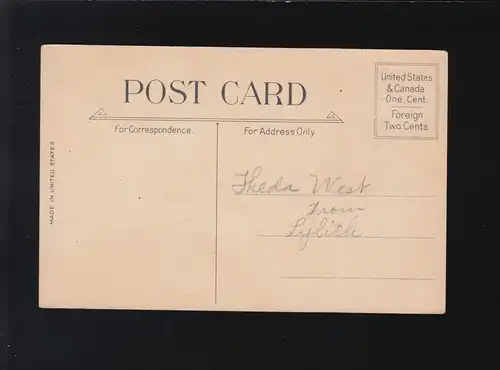 POST CARD
United States
& Canada
One Cent.
Foreign
Two Cents
For Correspondence.
For Address Only.
MADE IN UNITED STATES
Theda West
From
Lylith